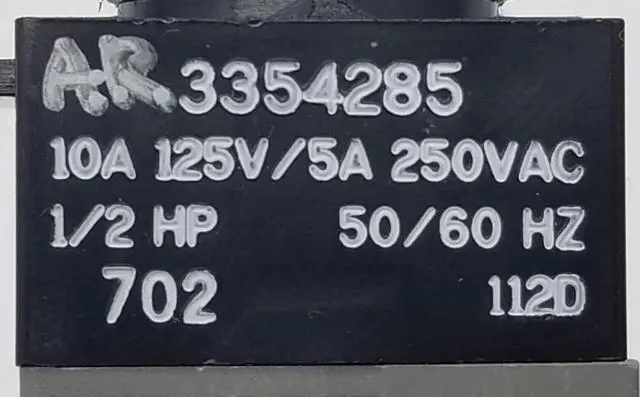 A.R. 3354285
10A 125V/5A 250VAC
1/2 HP 50/60 HZ
702 112D